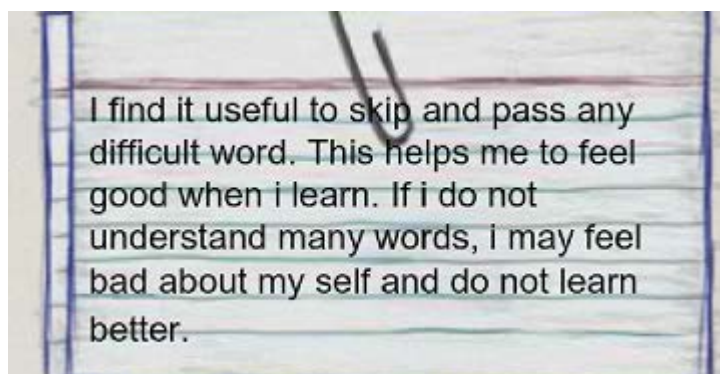 I find it useful to skip and pass any
difficult word. This helps me to feel
good when i learn. If i do not
understand many words, i may feel
bad about my self and do not learn
better.